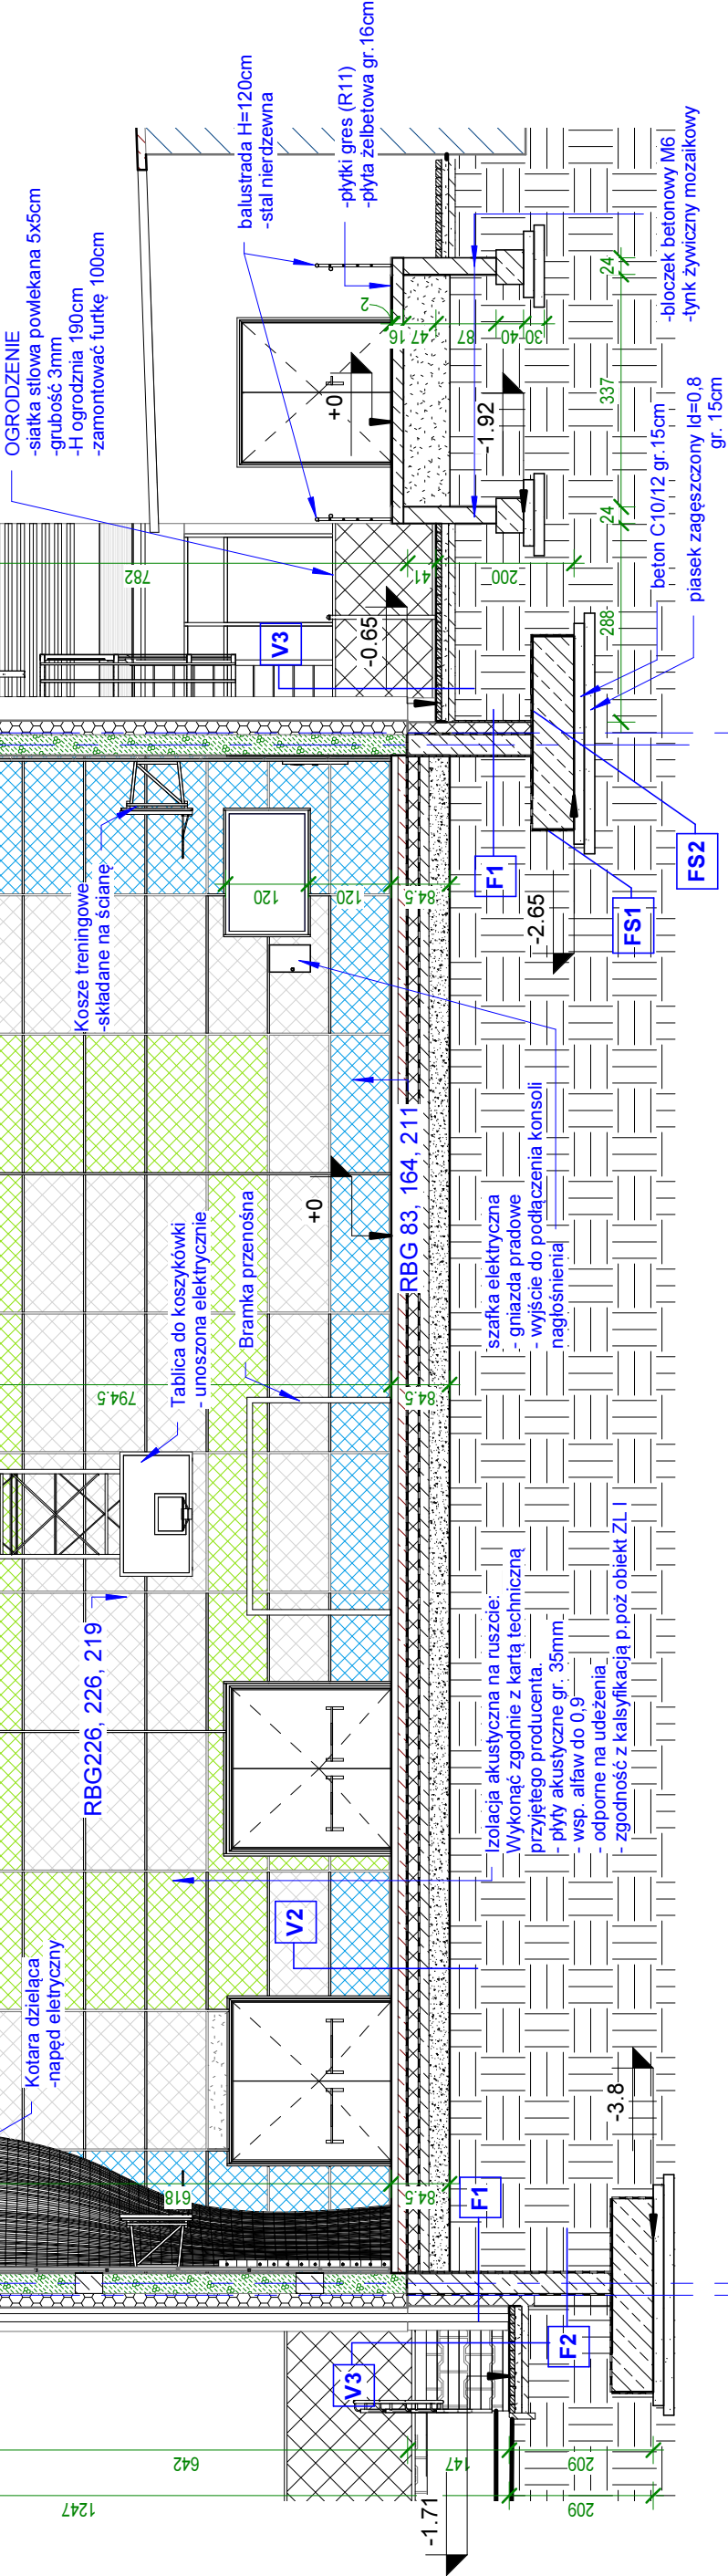 OGRODZENIE
-siatka stlowa powlekana 5x5cm
-grubość 3mm
-H ogrodznia 190cm
-zamontować furtkę 100cm
balustrada H=120cm
-stal nierdzewna
-płytki gres (R11)
-płyta żelbetowa gr.16cm
Kosze treningowe
-składane na ścianę
Tablica do koszykówki
- unoszona elektrycznie
Bramka przenośna
RBG226, 226, 219
Kotara dzieląca
-napęd eletryczny
RBG 83, 164, 211
szafka elektryczna
- gniazda pradowe
- wyjście do podłączenia konsoli
nagłośnienia
Izolacja akustyczna na ruszcie:
Wykonąć zgodnie z kartą techniczną
przyjętego producenta.
- płyty akustyczne gr. 35mm
- wsp. alfaw do 0,9
- odporne na udeżenia
- zgodność z kalsyfikacją p.poż obiekt ZL I
-bloczek betonowy M6
-tynk żywiczny mozaikowy
beton C10/12 gr.15cm
piasek zagęszczony Id=0,8
gr. 15cm
V3
F1
FS1
FS2
V2
F1
F2
V3
+0
+0
-0.65
-1.92
-2.65
-3.8
-1.71
782
41
200
2
16
47
87
40
30
24
337
24
288
120
120
84.5
794.5
84.5
618
84.5
642
147
209
1247
209